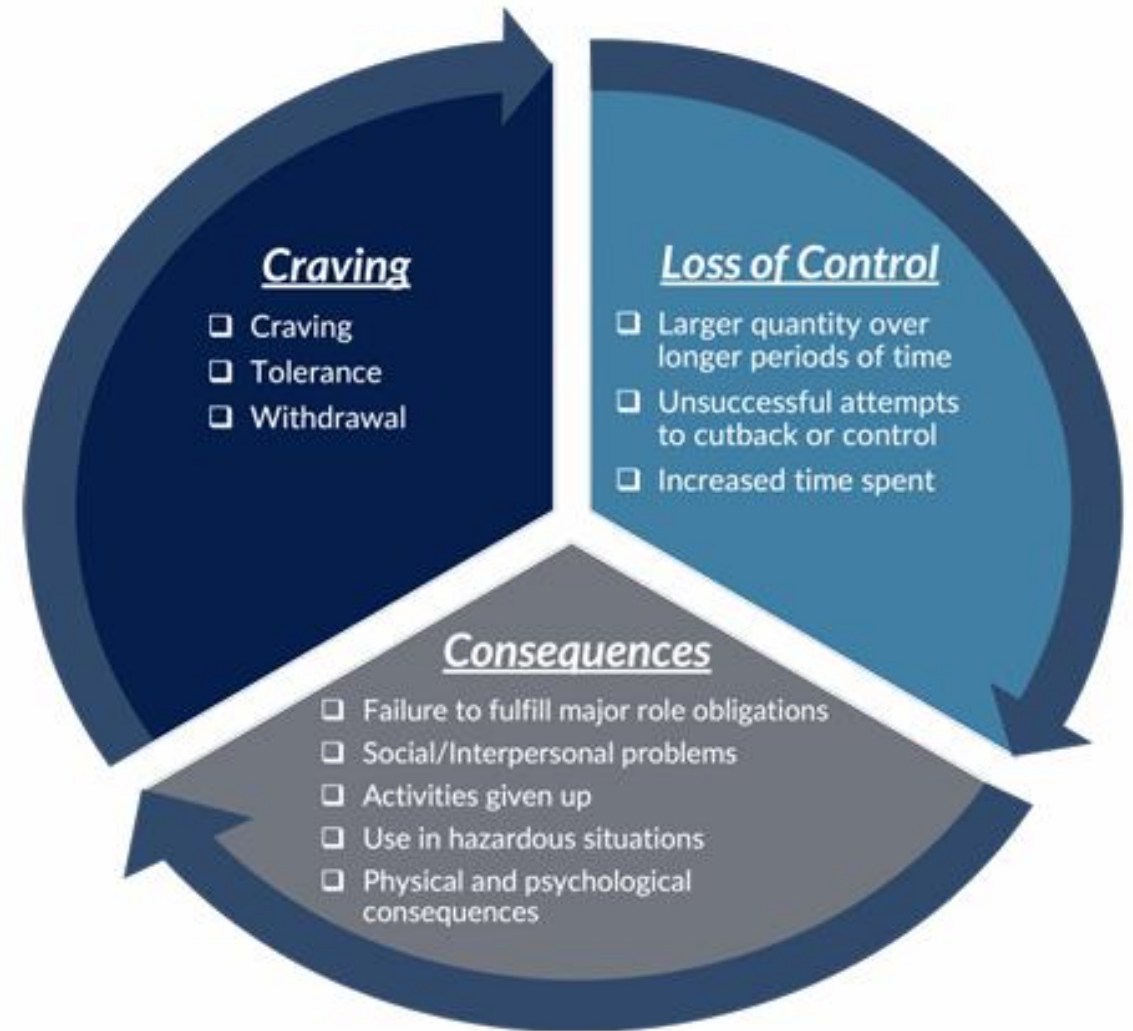 Craving
❑ Craving
❑ Tolerance
❑ Withdrawal
Loss of Control
❑ Larger quantity over
longer periods of time
❑ Unsuccessful attempts
to cutback or control
❑ Increased time spent
Consequences
❑ Failure to fulfill major role obligations
❑ Social/Interpersonal problems
❑ Activities given up
❑ Use in hazardous situations
❑ Physical and psychological
consequences